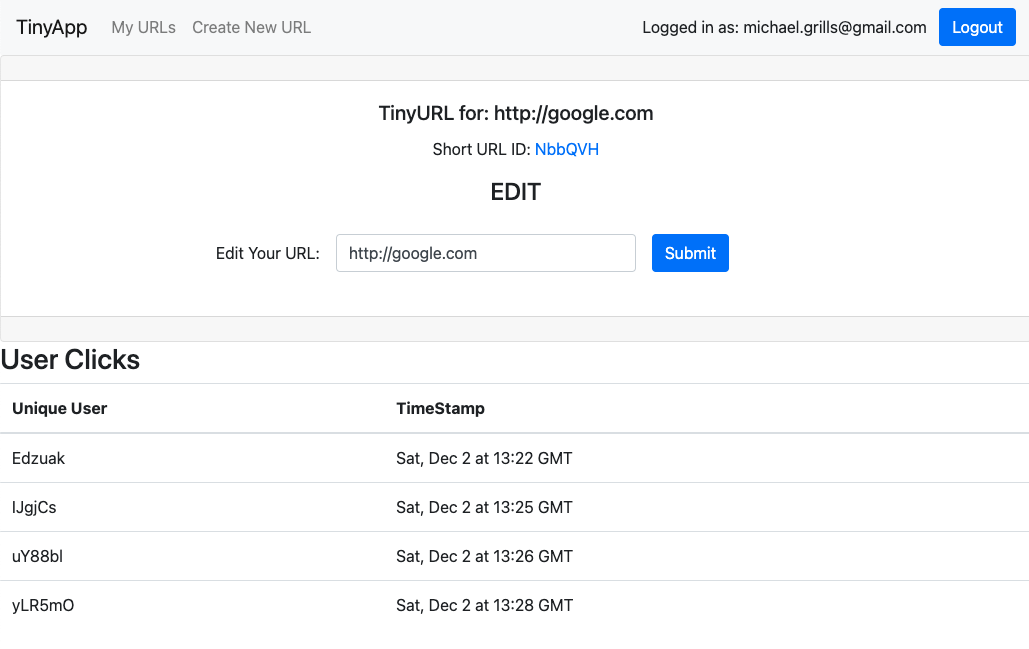 TinyApp My URLs Create New URL Logged in as: michael.grills@gmail.com Logout
TinyURL for: http://google.com
Short URL ID: NbbQVH
EDIT
Edit Your URL: http://google.com Submit
User Clicks
Unique User TimeStamp
Edzuak Sat, Dec 2 at 13:22 GMT
IJgjCs Sat, Dec 2 at 13:25 GMT
uY88bl Sat, Dec 2 at 13:26 GMT
yLR5mO Sat, Dec 2 at 13:28 GMT